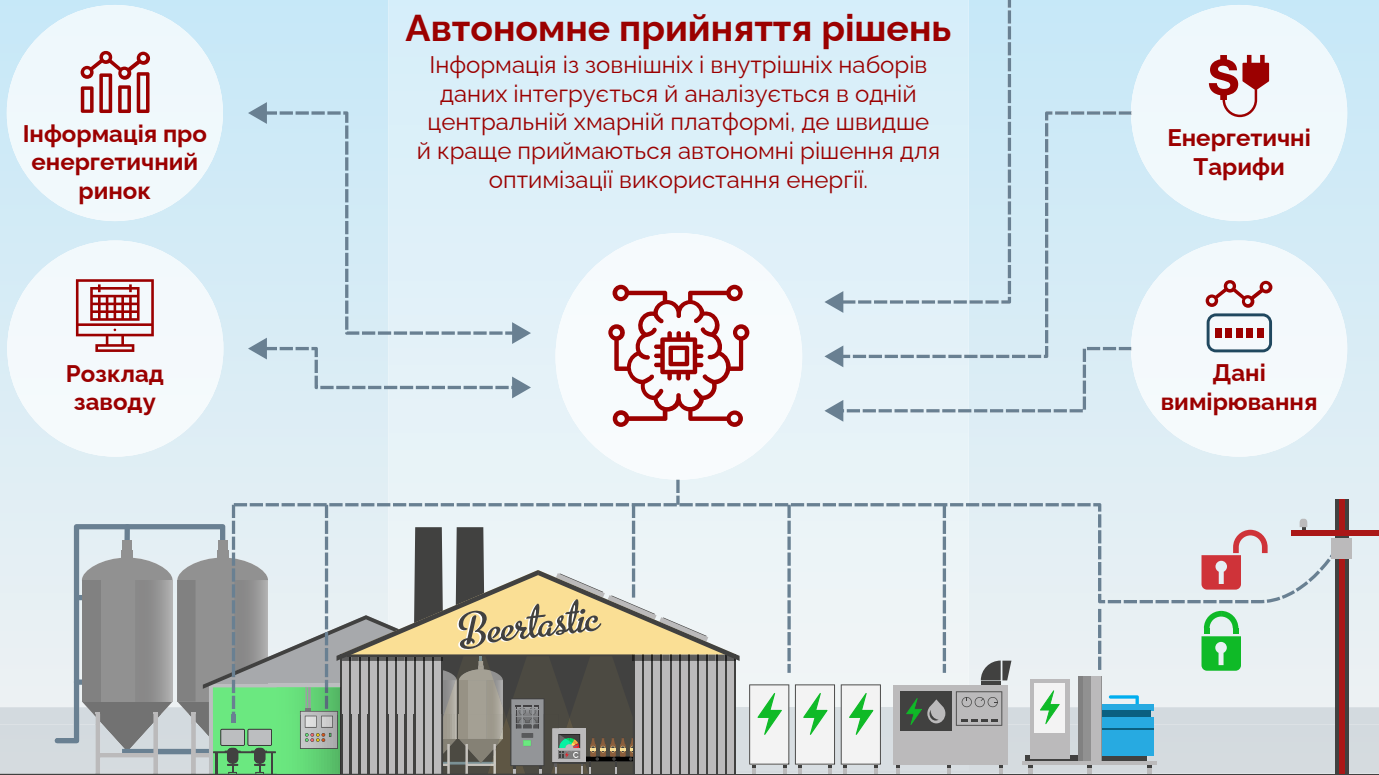 Автономне прийняття рішень
Інформація із зовнішніх і внутрішніх наборів
даних інтегрується й аналізується в одній
центральній хмарній платформі, де швидше
й краще приймаються автономні рішення для
оптимізації використання енергії.
Інформація про
енергетичний
ринок
Енергетичні
Тарифи
Розклад
заводу
Дані
вимірювання
Beertastic